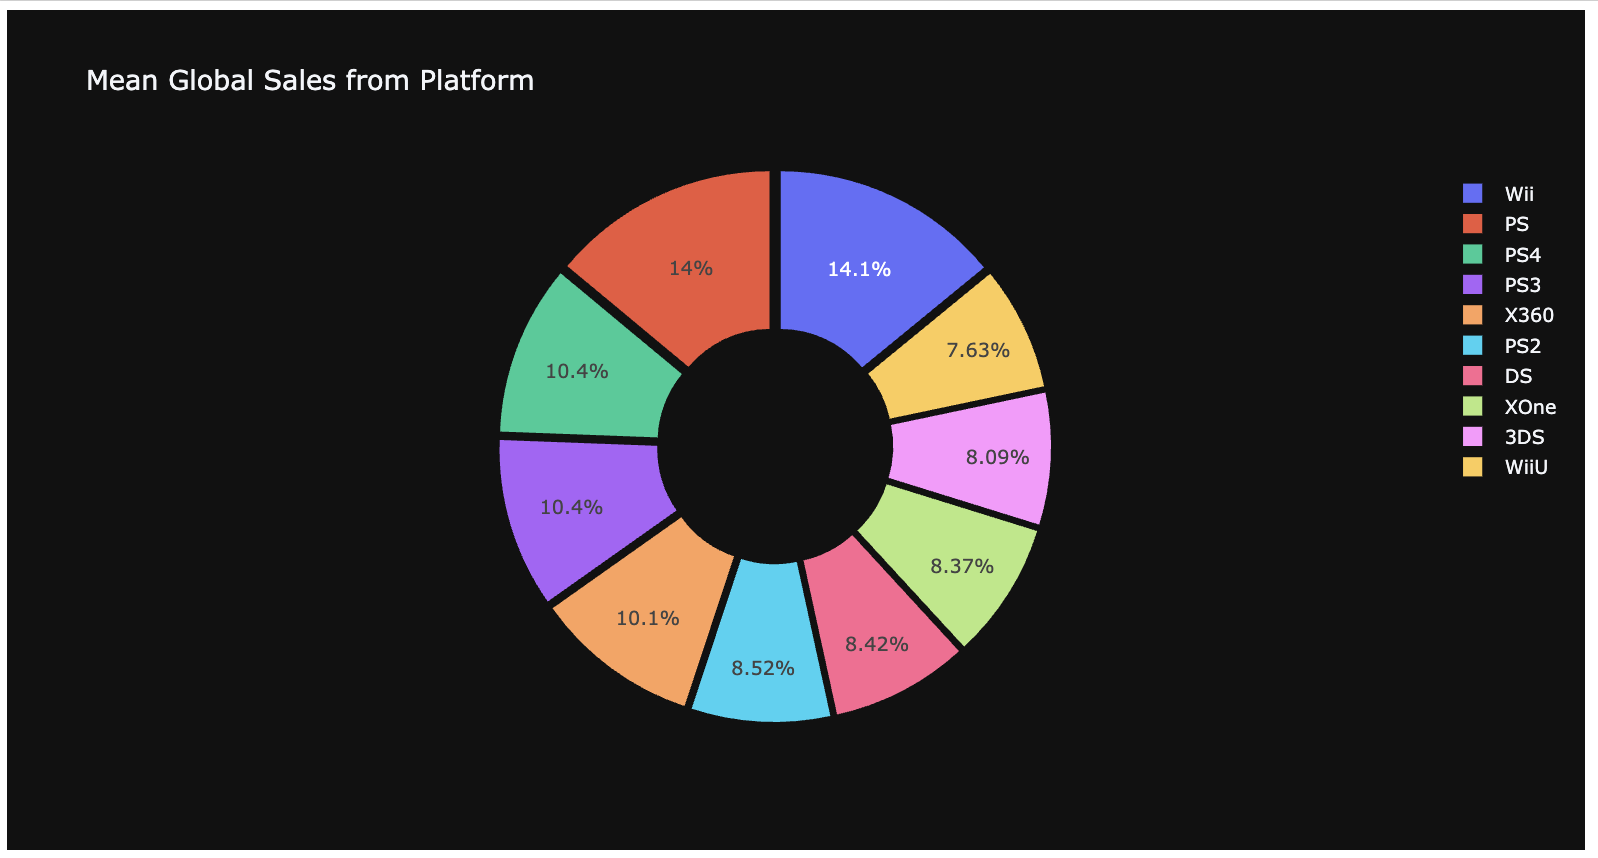 Mean Global Sales from Platform
14%
14.1%
7.63%
10.4%
8.09%
10.4%
8.37%
10.1%
8.42%
8.52%
Wii
PS
PS4
PS3
X360
PS2
DS
XOne
3DS
WiiU